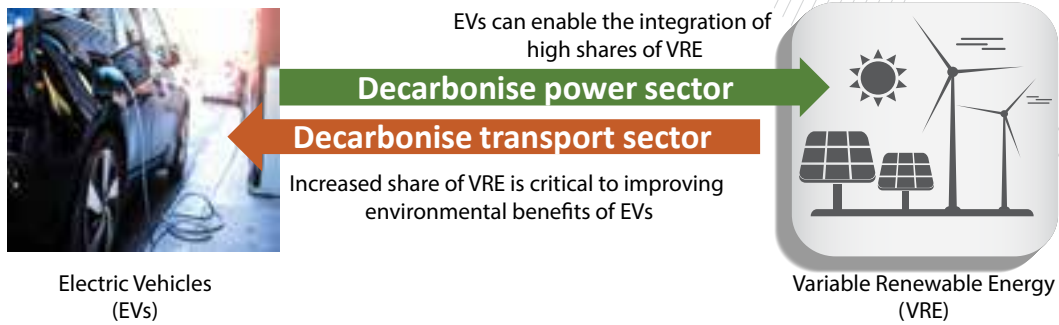 EVs can enable the integration of
high shares of VRE
Decarbonise power sector
Decarbonise transport sector
Increased share of VRE is critical to improving
environmental benefits of EVs
Electric Vehicles
(EVs)
Variable Renewable Energy
(VRE)